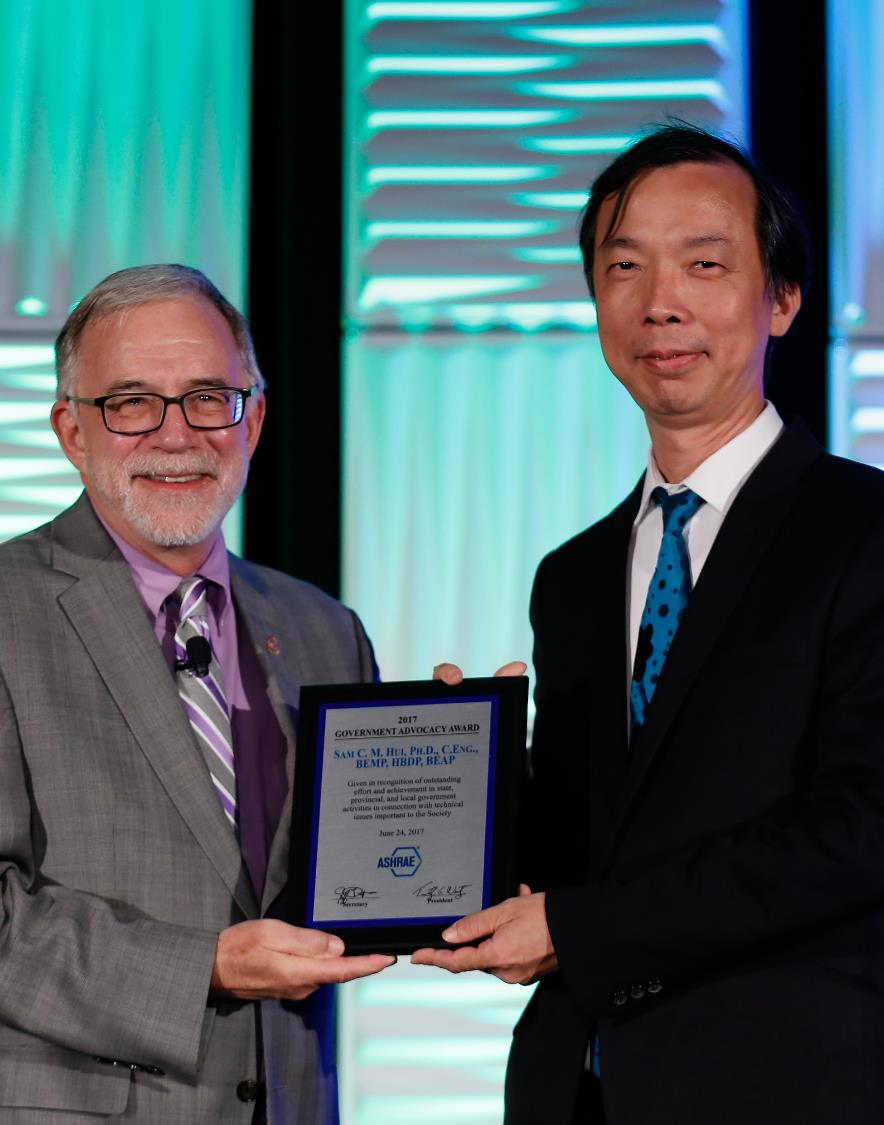 2017
GOVERNMENT ADVOCACY AWARD
SAM C. M. HUI, PH.D., C.ENG.,
BEMP, HBDP, BEAP
Given in recognition of outstanding
effort and achievement in state,
provincial, and local government
activities in connection with technical
issues important to the Society
June 24, 2017
ASHRAE
Secretary
President